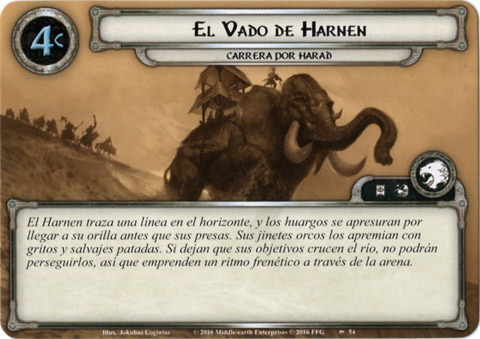 4C
El Vado de Harnen
Carrera por Harad
El Harnen traza una línea en el horizonte, y los huargos se apresuran por
llegar a su orilla antes que sus presas. Sus jinetes orcos los apremian con
gritos y salvajes patadas. Si dejan que sus objetivos crucen el río, no podrán
perseguirlos, así que emprenden un ritmo frenético a través de la arena.
Illus. Jokubas Uogintas
© 2016 Middle-earth Enterprises © 2016 FFG
54